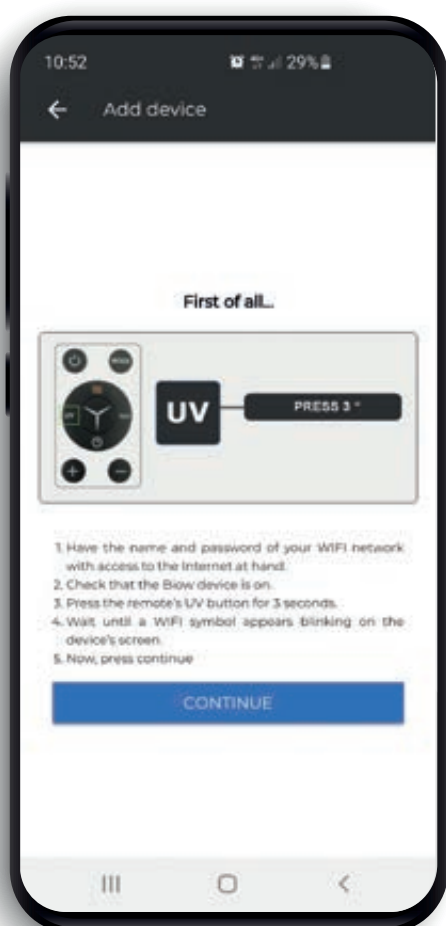 10:52
29%
Add device
First of all...
UV
UV
PRESS 3 "
1. Have the name and password of your WIFI network
with access to the Internet at hand.
2. Check that the Biow device is on.
3. Press the remote's UV button for 3 seconds.
4. Wait until a WIFI symbol appears blinking on the
device's screen.
5. Now, press continue
CONTINUE